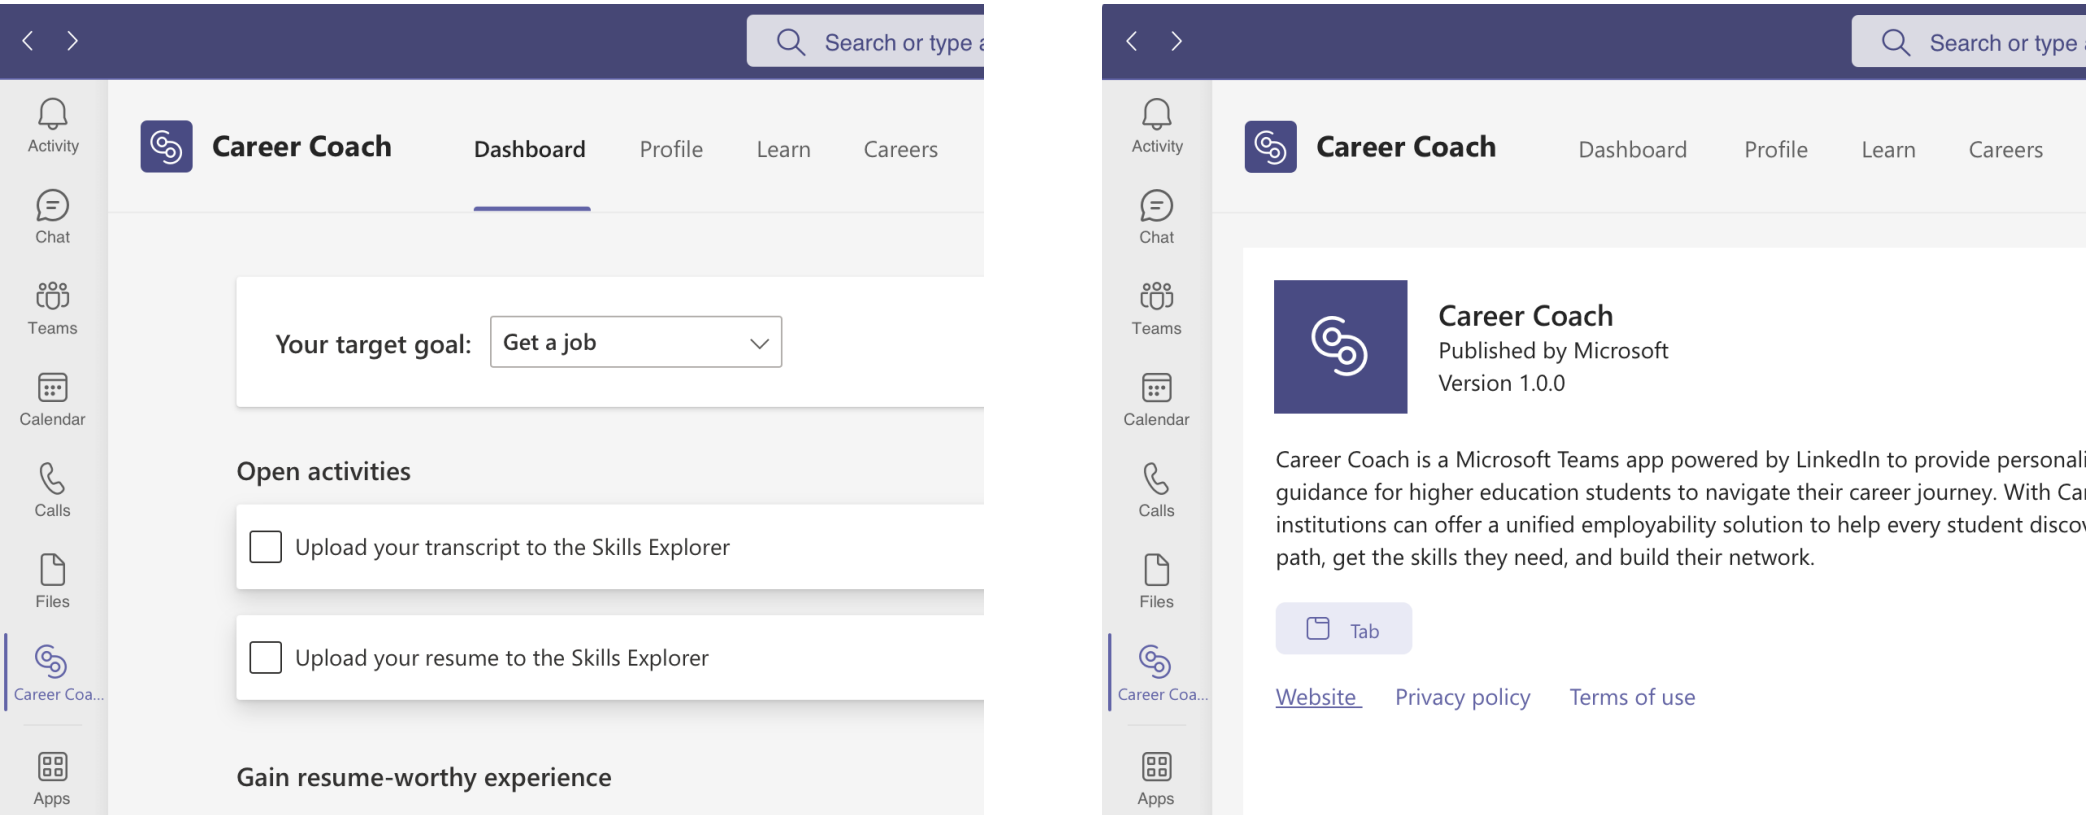 Search or type
Activity
Chat
Teams
Calendar
Calls
Files
Career Coa...
Apps
Career Coach
Dashboard
Profile
Learn
Careers
Your target goal:
Get a job
Open activities
Upload your transcript to the Skills Explorer
Upload your resume to the Skills Explorer
Gain resume-worthy experience
Search or type
Activity
Chat
Teams
Calendar
Calls
Files
Career Coa...
Apps
Career Coach
Dashboard
Profile
Learn
Careers
Career Coach
Published by Microsoft
Version 1.0.0
Career Coach is a Microsoft Teams app powered by LinkedIn to provide personali
guidance for higher education students to navigate their career journey. With Car
institutions can offer a unified employability solution to help every student discov
path, get the skills they need, and build their network.
Tab
Website
Privacy policy
Terms of use